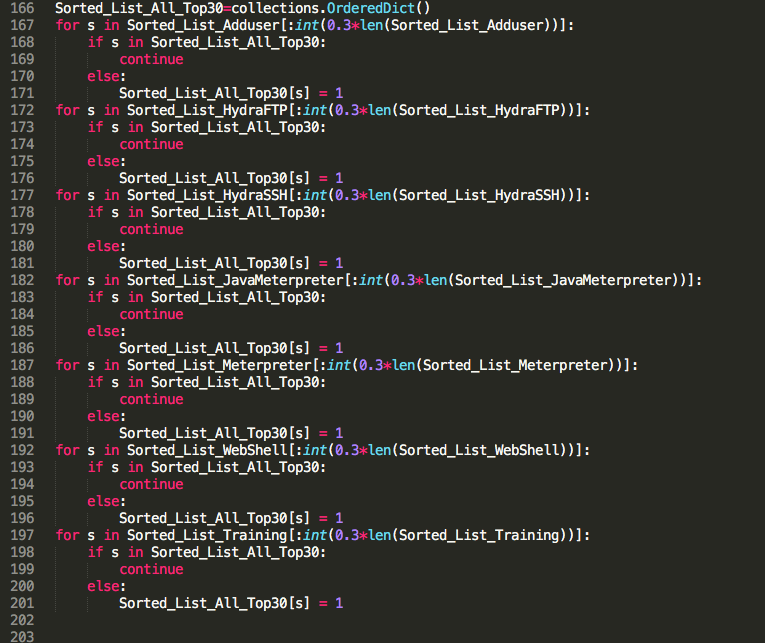 166 Sorted_List_All_Top30=collections.OrderedDict()
167 for s in Sorted_List_Adduser[:int(0.3*len(Sorted_List_Adduser))]:
168     if s in Sorted_List_All_Top30:
169         continue
170     else:
171         Sorted_List_All_Top30[s] = 1
172 for s in Sorted_List_HydraFTP[:int(0.3*len(Sorted_List_HydraFTP))]:
173     if s in Sorted_List_All_Top30:
174         continue
175     else:
176         Sorted_List_All_Top30[s] = 1
177 for s in Sorted_List_HydraSSH[:int(0.3*len(Sorted_List_HydraSSH))]:
178     if s in Sorted_List_All_Top30:
179         continue
180     else:
181         Sorted_List_All_Top30[s] = 1
182 for s in Sorted_List_JavaMeterpreter[:int(0.3*len(Sorted_List_JavaMeterpreter))]:
183     if s in Sorted_List_All_Top30:
184         continue
185     else:
186         Sorted_List_All_Top30[s] = 1
187 for s in Sorted_List_Meterpreter[:int(0.3*len(Sorted_List_Meterpreter))]:
188     if s in Sorted_List_All_Top30:
189         continue
190     else:
191         Sorted_List_All_Top30[s] = 1
192 for s in Sorted_List_WebShell[:int(0.3*len(Sorted_List_WebShell))]:
193     if s in Sorted_List_All_Top30:
194         continue
195     else:
196         Sorted_List_All_Top30[s] = 1
197 for s in Sorted_List_Training[:int(0.3*len(Sorted_List_Training))]:
198     if s in Sorted_List_All_Top30:
199         continue
200     else:
201         Sorted_List_All_Top30[s] = 1
202
203